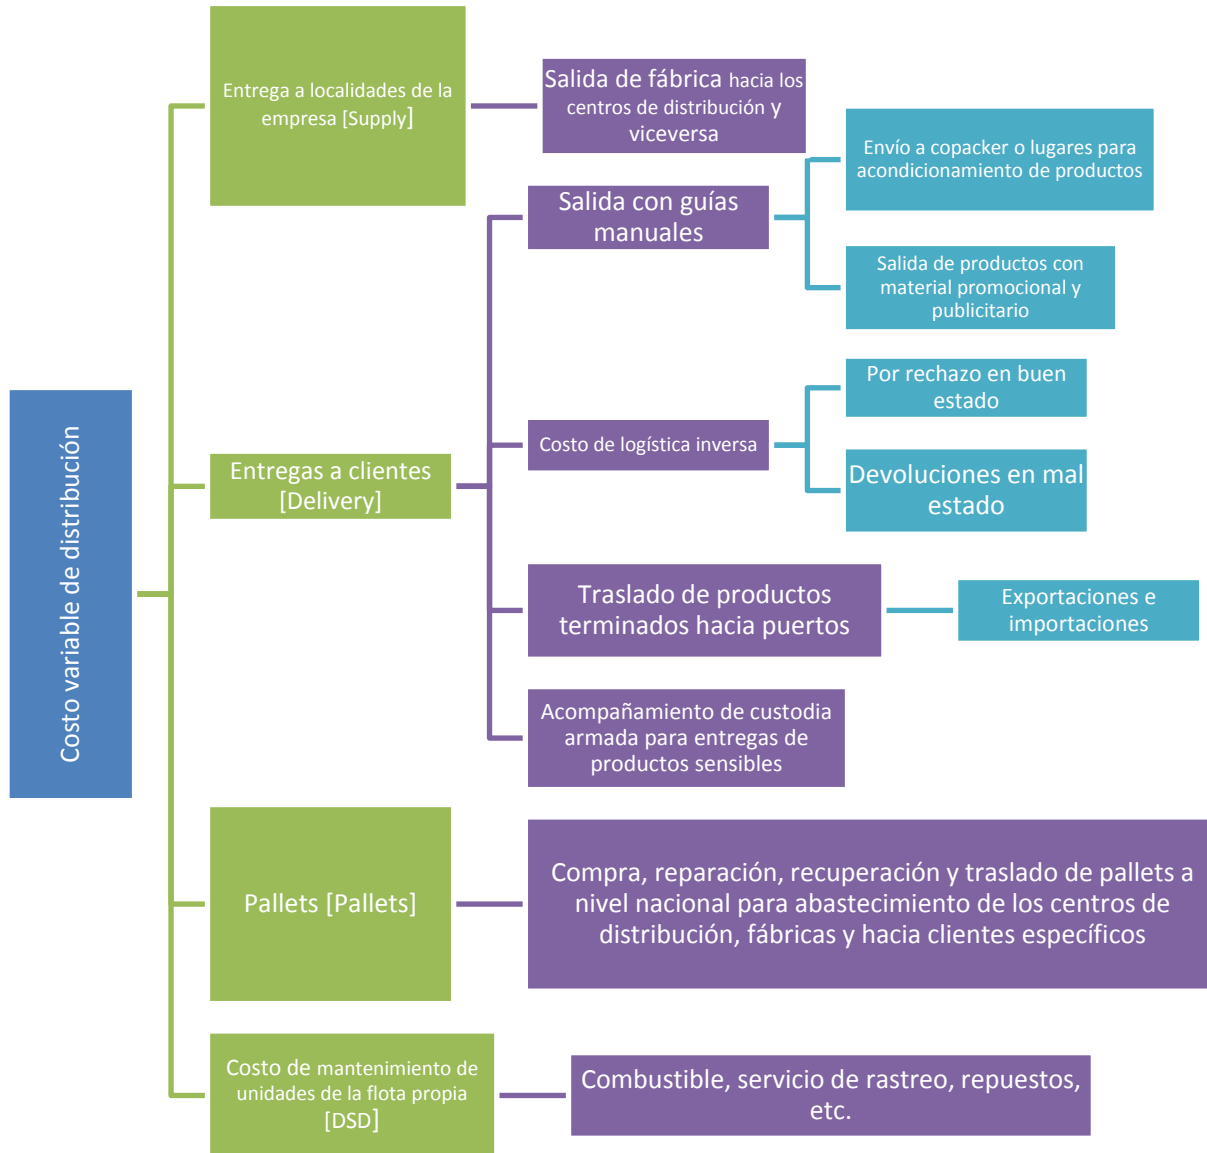 Costo variable de distribución
Entrega a localidades de la
empresa [Supply]
Salida de fábrica hacia los
centros de distribución y
viceversa
Entregas a clientes
[Delivery]
Salida con guías
manuales
Envío a copacker o lugares para
acondicionamiento de productos
Salida de productos con
material promocional y
publicitario
Costo de logística inversa
Por rechazo en buen
estado
Devoluciones en mal
estado
Traslado de productos
terminados hacia puertos
Exportaciones e
importaciones
Acompañamiento de custodia
armada para entregas de
productos sensibles
Pallets [Pallets]
Compra, reparación, recuperación y traslado de pallets a
nivel nacional para abastecimiento de los centros de
distribución, fábricas y hacia clientes específicos
Costo de mantenimiento de
unidades de la flota propia
[DSD]
Combustible, servicio de rastreo, repuestos,
etc.